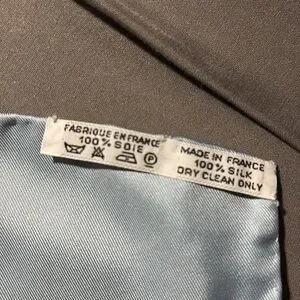 FABRIQUE EN FRANCE
100% SOIE
P
MADE IN FRANCE
100% SILK
DRY CLEAN ONLY